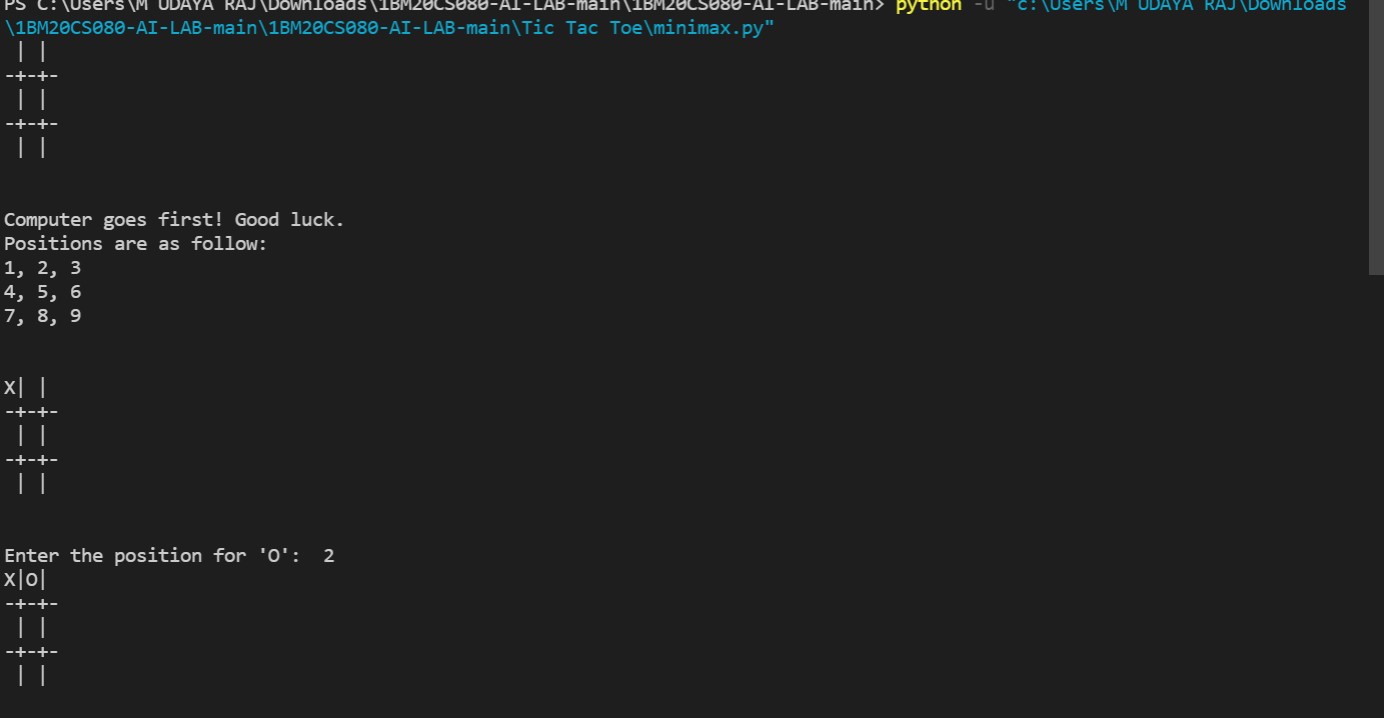 PS C:\Users\M UDAYA RAJ\Downloads\1BM20CS080-AI-LAB-main\1BM20CS080-AI-LAB-main> python -u "c:\Users\M UDAYA RAJ\Downloads
\1BM20CS080-AI-LAB-main\1BM20CS080-AI-LAB-main\Tic Tac Toe\minimax.py"
 | |
-+-+-
 | |
-+-+-
 | |
Computer goes first! Good luck.
Positions are as follow:
1, 2, 3
4, 5, 6
7, 8, 9
X| |
-+-+-
 | |
-+-+-
 | |
Enter the position for 'O':  2
X|O|
-+-+-
 | |
-+-+-
 | |